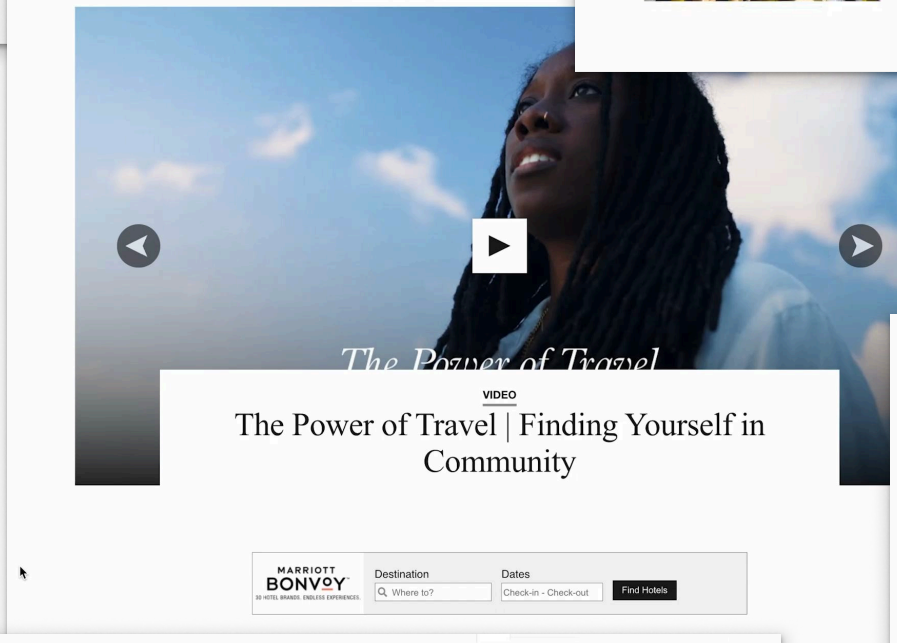 The Power of Travel
VIDEO
The Power of Travel | Finding Yourself in
Community
MARRIOTT
BONVOY
30 HOTEL BRANDS. ENDLESS EXPERIENCES.
Destination
Where to?
Dates
Check-in - Check-out
Find Hotels